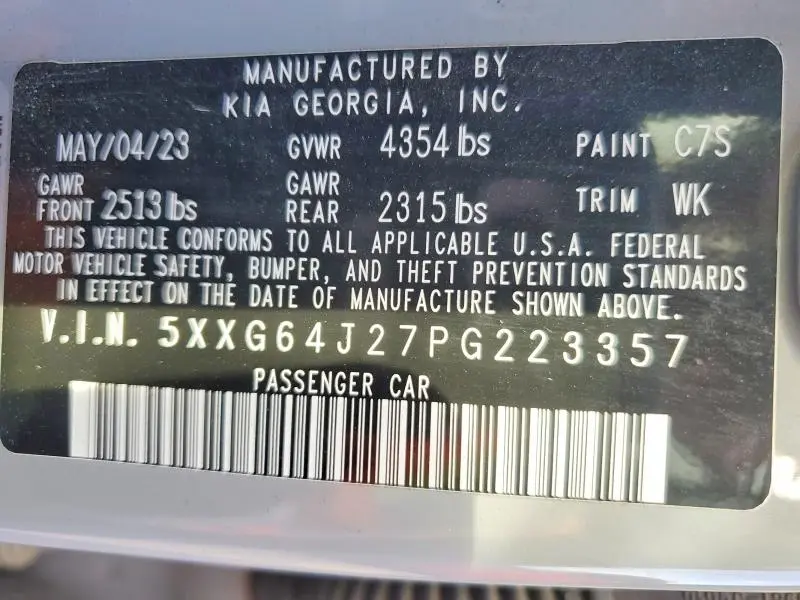 MANUFACTURED BY
KIA GEORGIA, INC.
MAY/04/23 GVWR 4354 lbs PAINT C7S
GAWR FRONT 2513 lbs GAWR REAR 2315 lbs TRIM WK
THIS VEHICLE CONFORMS TO ALL APPLICABLE U.S.A. FEDERAL
MOTOR VEHICLE SAFETY, BUMPER, AND THEFT PREVENTION STANDARDS
IN EFFECT ON THE DATE OF MANUFACTURE SHOWN ABOVE.
V.I.N. 5XXG64J27PG223357
PASSENGER CAR